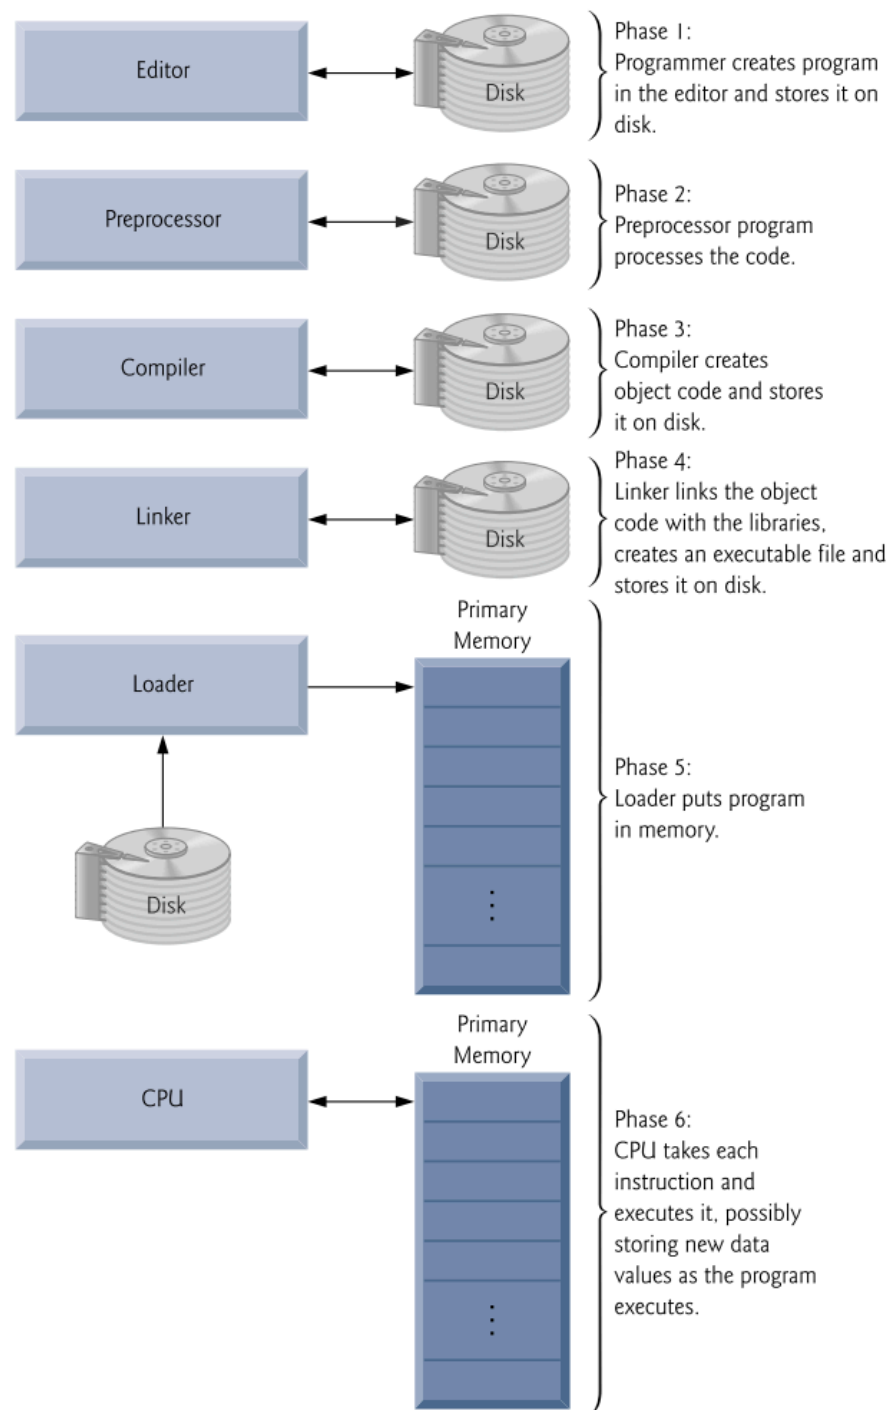 Editor
Disk
Phase 1:
Programmer creates program
in the editor and stores it on
disk.
Preprocessor
Disk
Phase 2:
Preprocessor program
processes the code.
Compiler
Disk
Phase 3:
Compiler creates
object code and stores
it on disk.
Linker
Disk
Phase 4:
Linker links the object
code with the libraries,
creates an executable file and
stores it on disk.
Primary
Memory
Loader
Disk
Phase 5:
Loader puts program
in memory.
Primary
Memory
CPU
Phase 6:
CPU takes each
instruction and
executes it, possibly
storing new data
values as the program
executes.